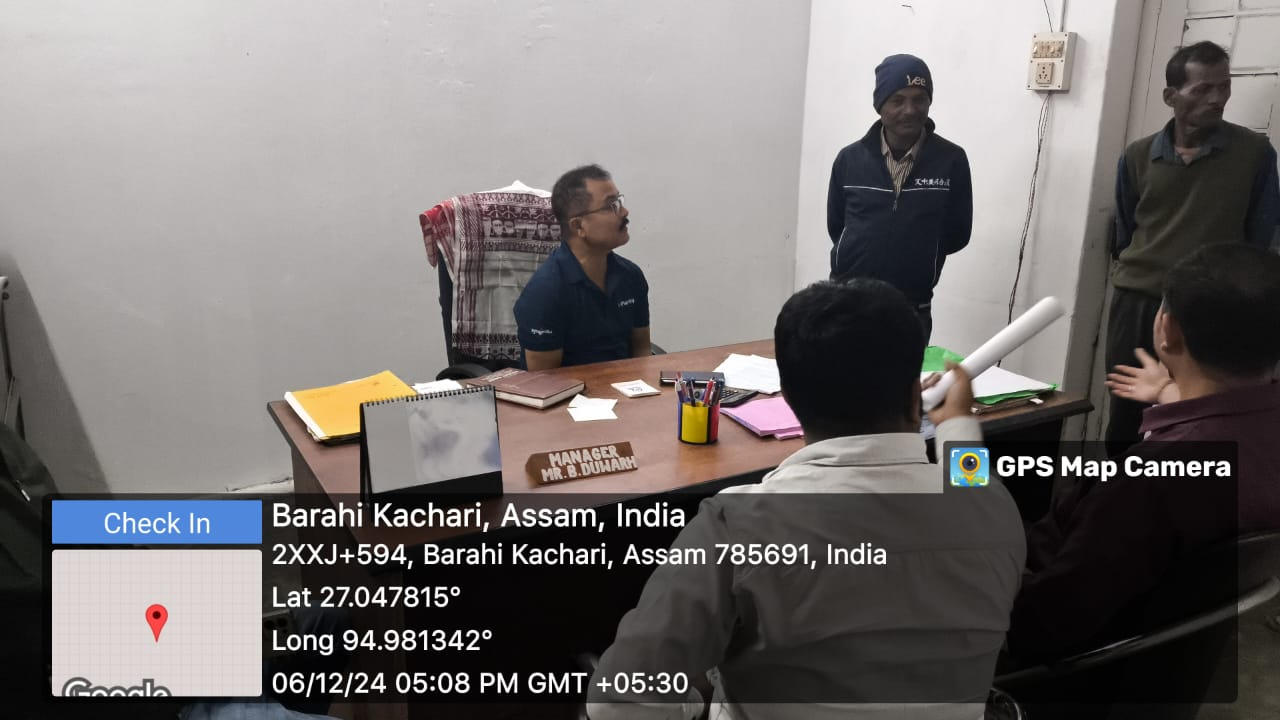 Lee
MANAGER
MR. B. DUWARH
GPS Map Camera
Check In
Google
Barahi Kachari, Assam, India
2XXJ+594, Barahi Kachari, Assam 785691, India
Lat 27.047815°
Long 94.981342°
06/12/24 05:08 PM GMT +05:30